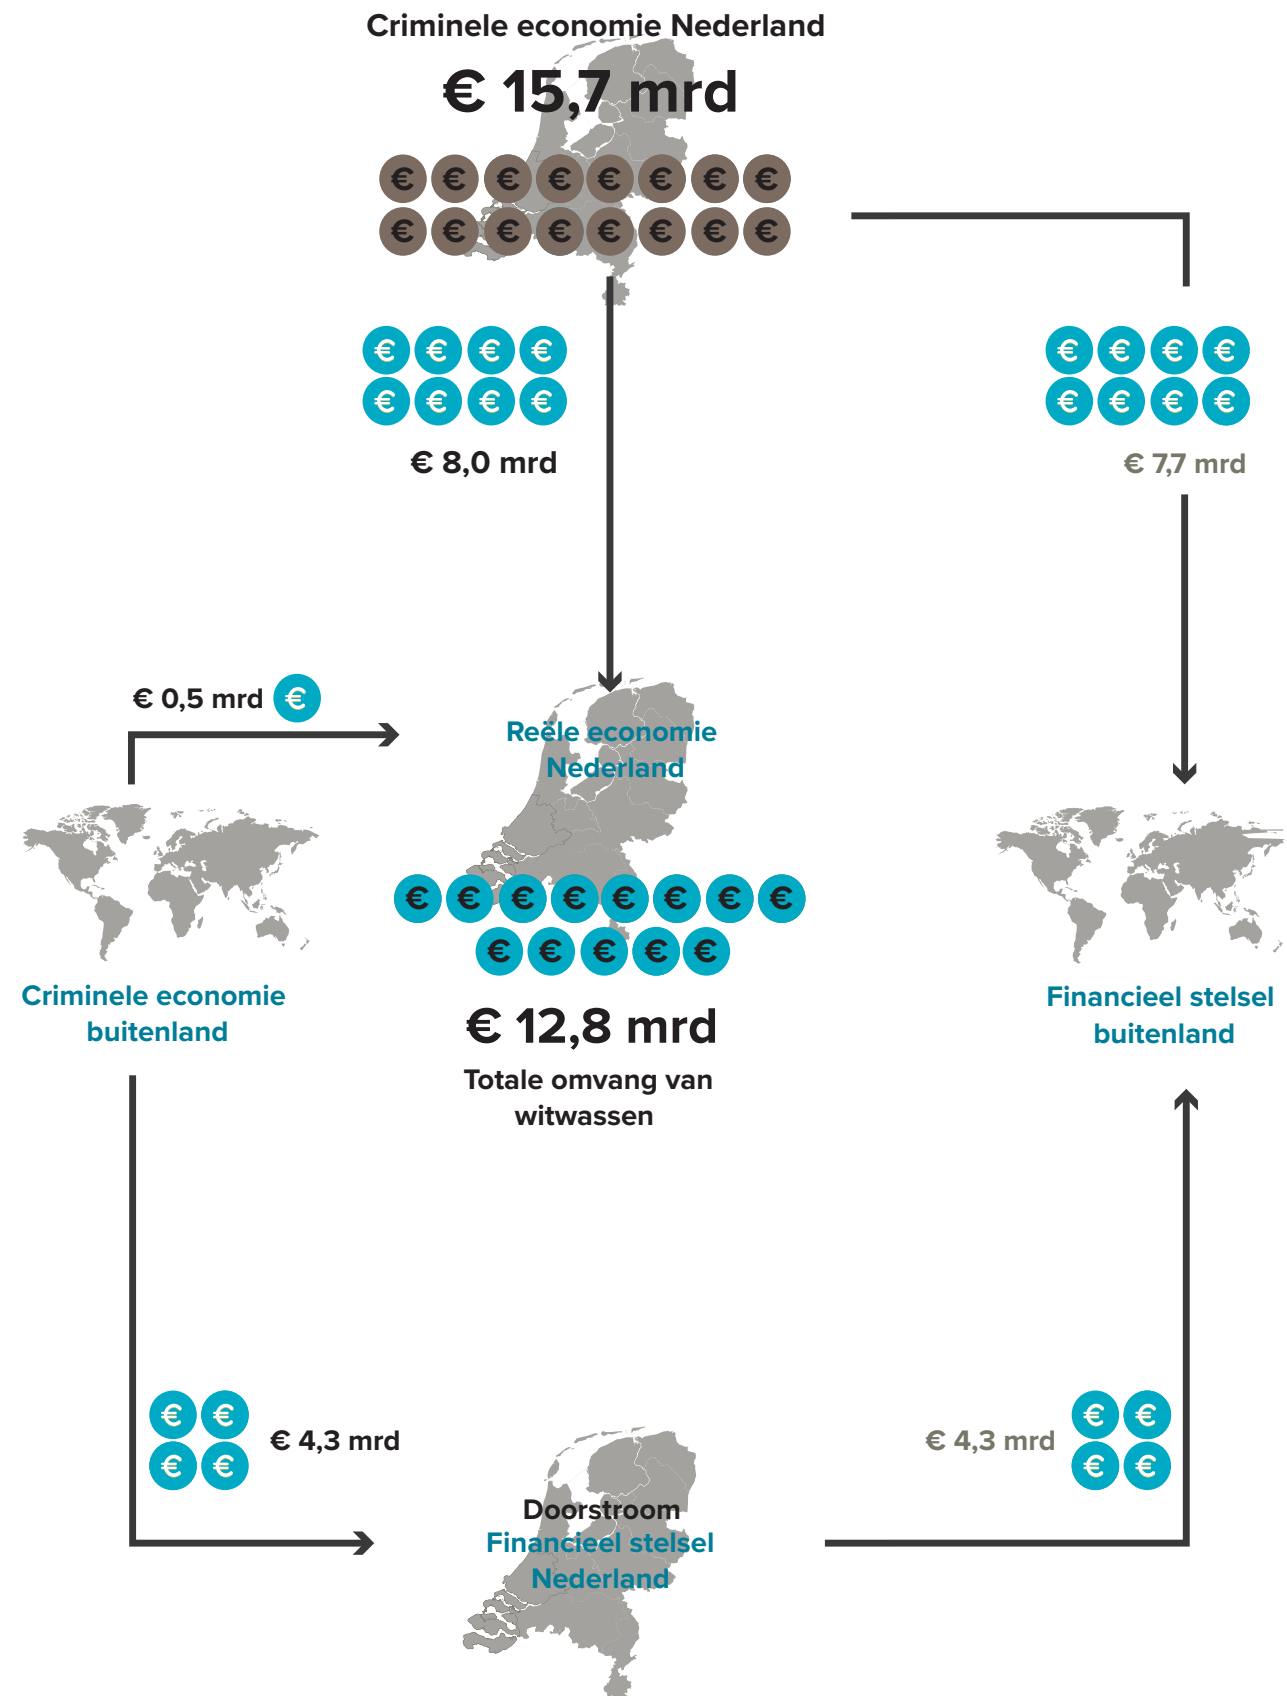 Criminele economie Nederland
€ 15,7 mrd
€ € € € € € € €
€ € € € € € € €
€ € € €
€ € € €
€ 8,0 mrd
€ € € €
€ € € €
€ 7,7 mrd
€ 0,5 mrd €
Reële economie
Nederland
€ € € € € € € €
€ € € € €
€ 12,8 mrd
Totale omvang van
witwassen
Criminele economie
buitenland
Financieel stelsel
buitenland
€ €
€ €
€ 4,3 mrd
€ 4,3 mrd
€ €
€ €
Doorstroom
Financieel stelsel
Nederland